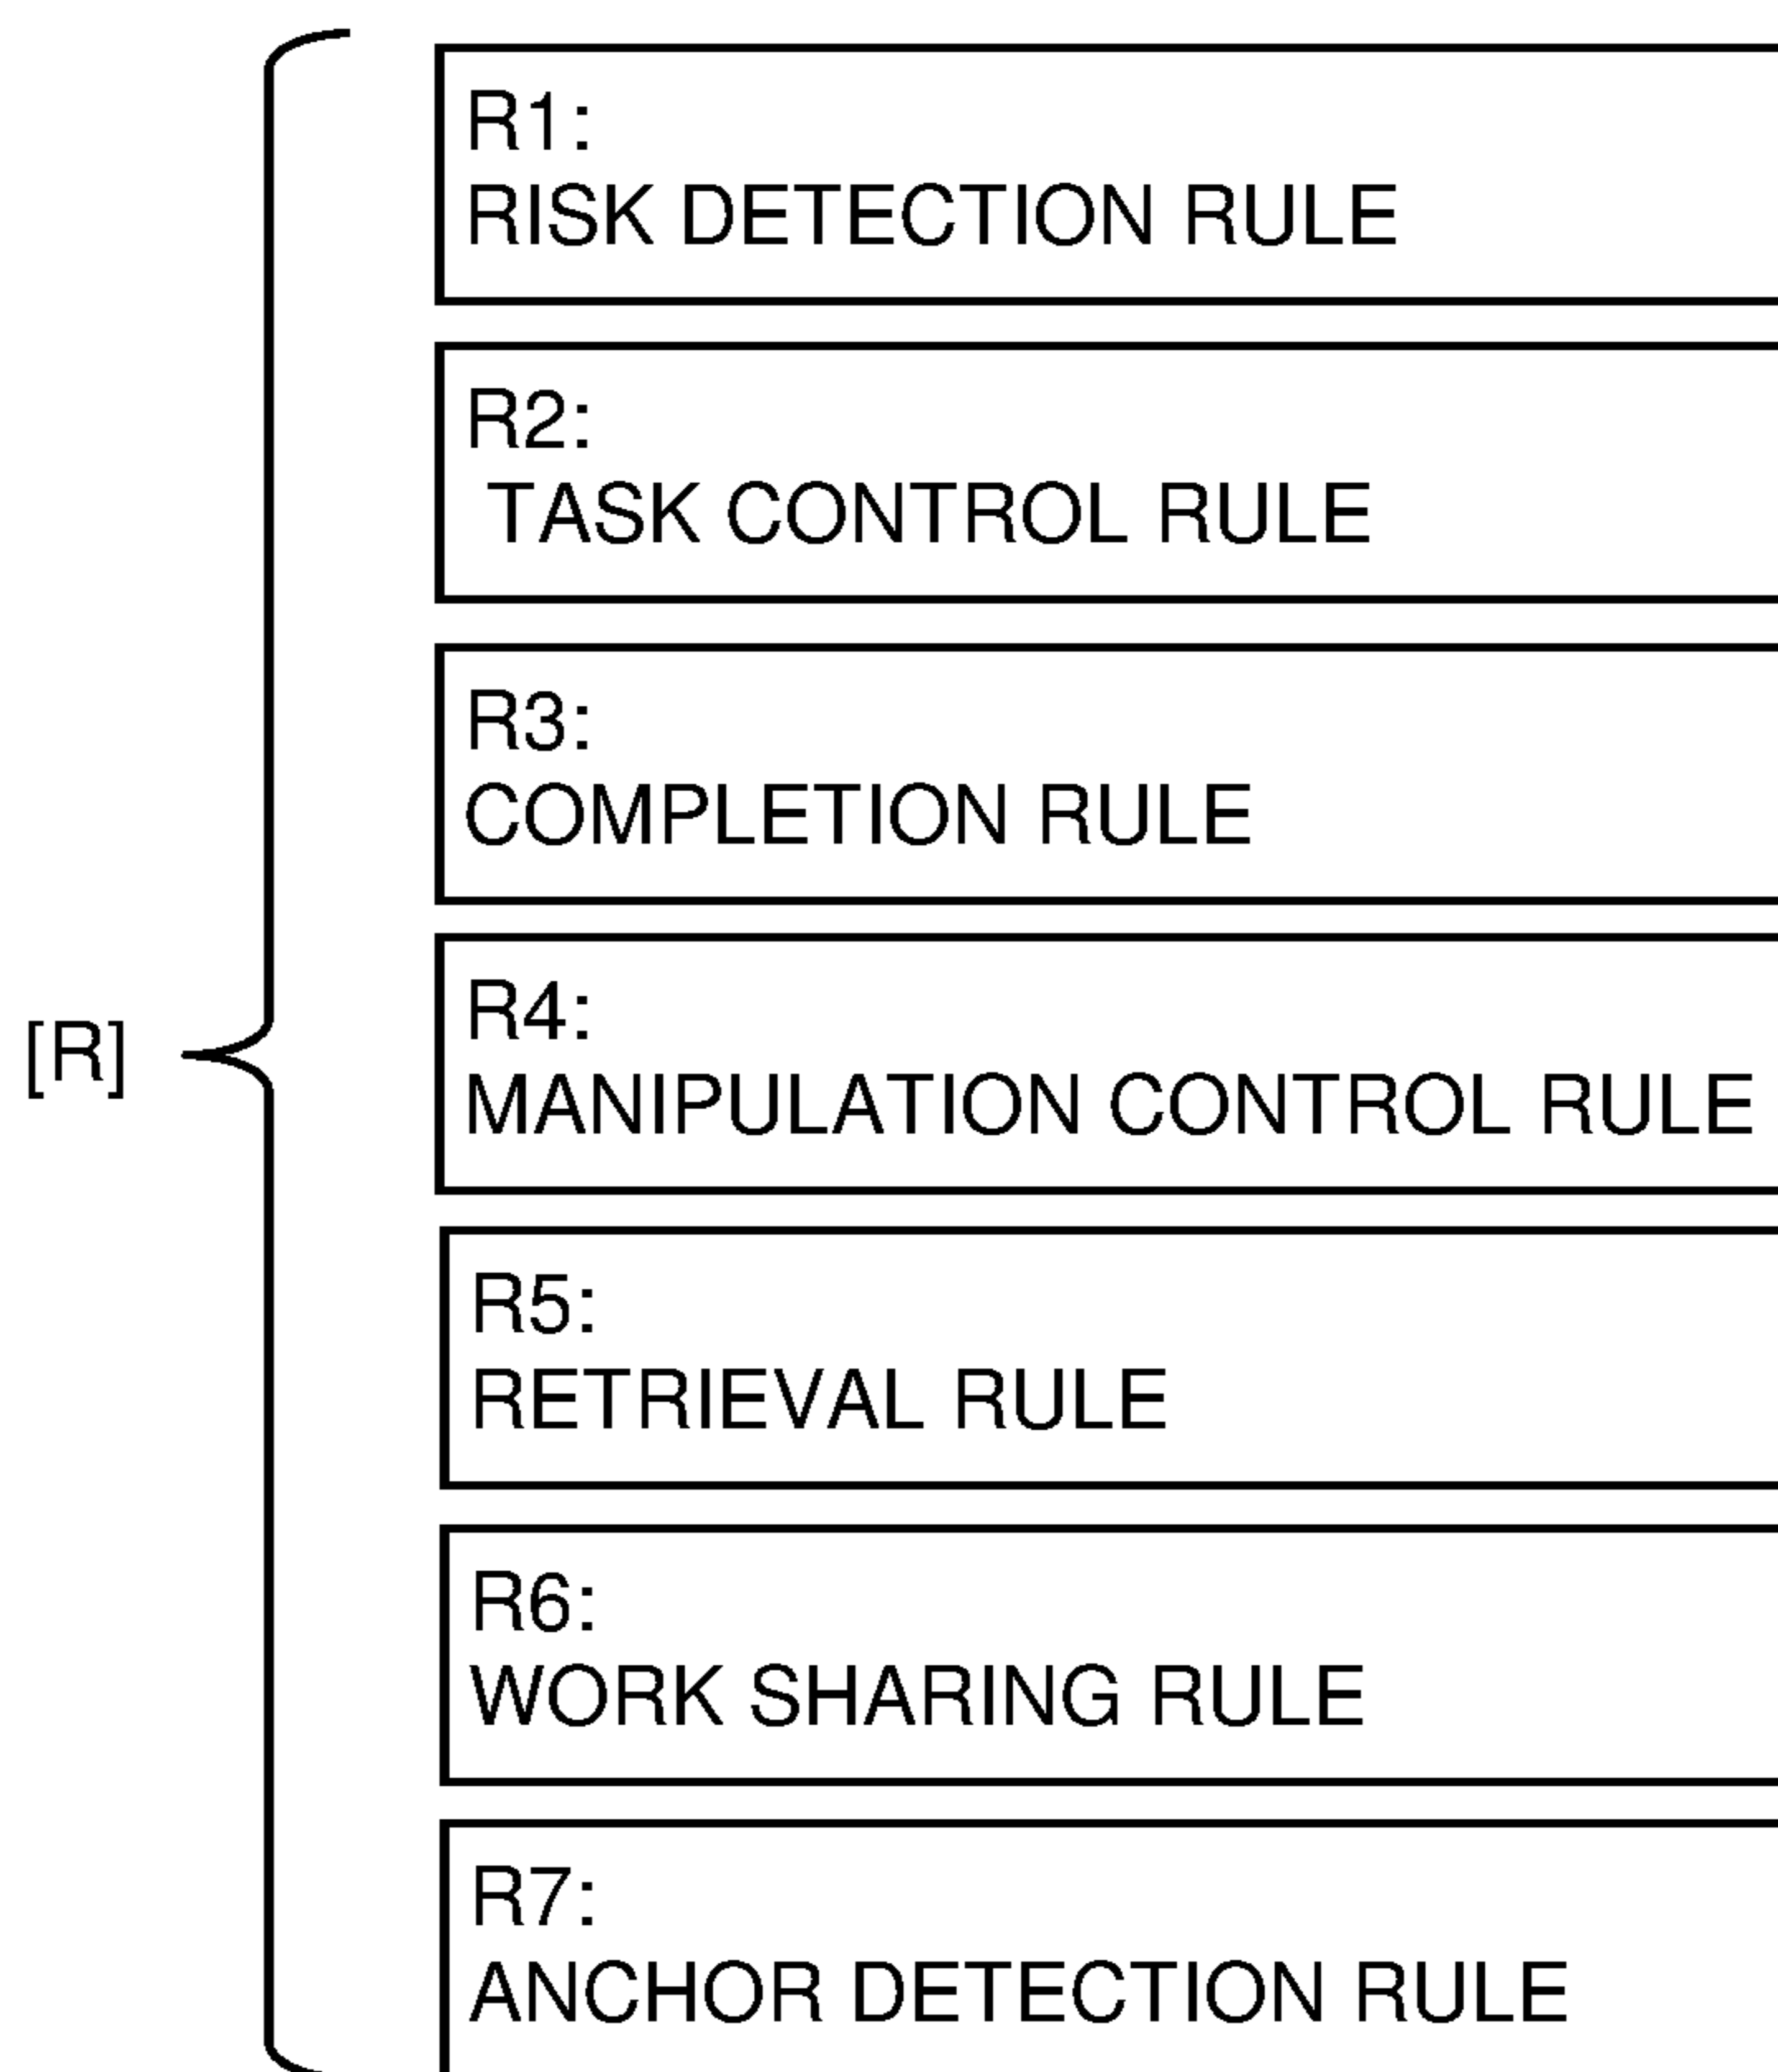 R1:
RISK DETECTION RULE
R2:
TASK CONTROL RULE
R3:
COMPLETION RULE
[R]
R4:
MANIPULATION CONTROL RULE
R5:
RETRIEVAL RULE
R6:
WORK SHARING RULE
R7:
ANCHOR DETECTION RULE